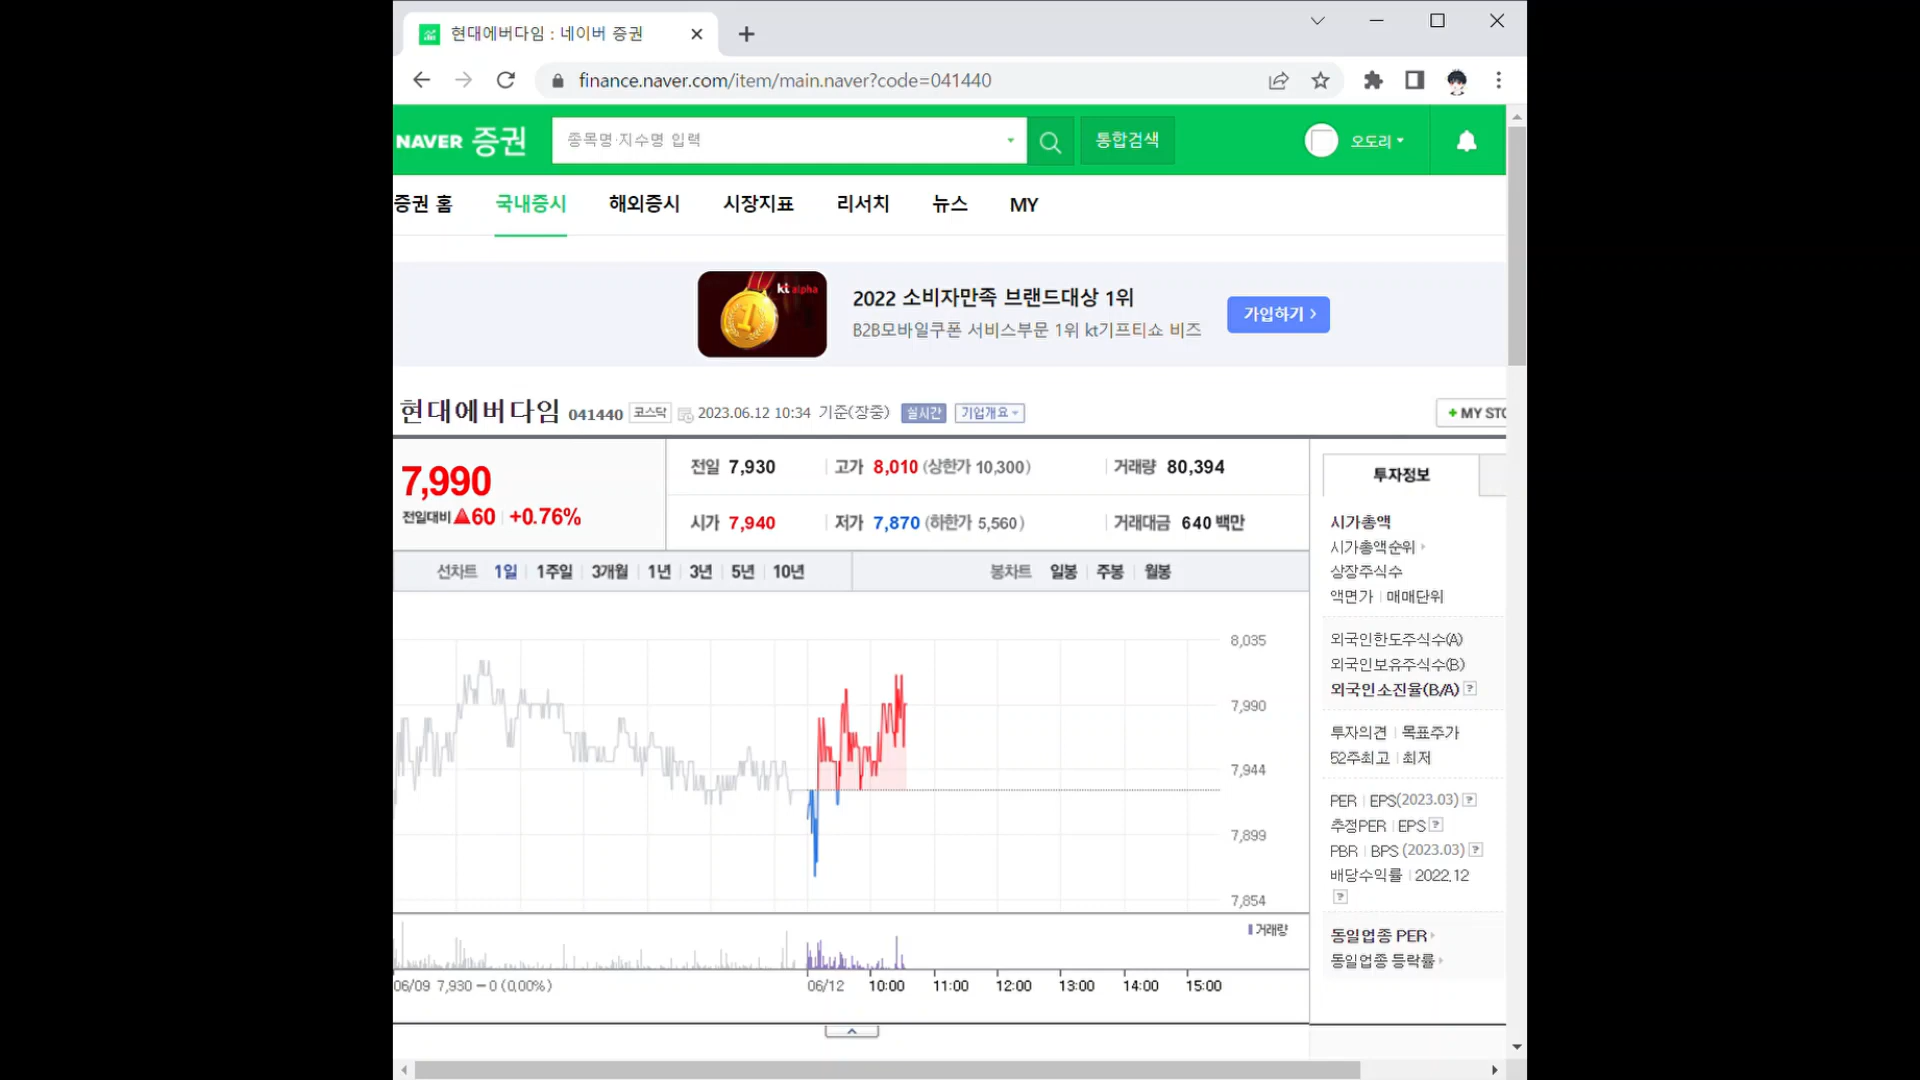 현대에버다임 : 네이버 증권
finance.naver.com/item/main.naver?code=041440
NAVER 증권
종목명·지수명 입력
통합검색
오도리
증권 홈 국내증시 해외증시 시장지표 리서치 뉴스 MY
kt alpha
1
2022 소비자만족 브랜드대상 1위
B2B모바일쿠폰 서비스부문 1위 kt기프티쇼 비즈
가입하기 >
현대에버다임 041440 코스닥 2023.06.12 10:34 기준(장중) 실시간 기업개요
+ MY STO
7,990
전일대비 ▲60 +0.76%
전일 7,930 고가 8,010 (상한가 10,300) 거래량 80,394
시가 7,940 저가 7,870 (하한가 5,560) 거래대금 640 백만
선차트 1일 1주일 3개월 1년 3년 5년 10년
봉차트 일봉 주봉 월봉
8,035
7,990
7,944
7,899
7,854
거래량
06/09 7,930 − 0 (0.00%)
06/12 10:00 11:00 12:00 13:00 14:00 15:00
투자정보
시가총액
시가총액순위
상장주식수
액면가 | 매매단위
외국인한도주식수(A)
외국인보유주식수(B)
외국인소진율(B/A) ?
투자의견 | 목표주가
52주최고 | 최저
PER | EPS(2023.03) ?
추정PER | EPS ?
PBR | BPS (2023.03) ?
배당수익률 | 2022.12
?
동일업종 PER
동일업종 등락률